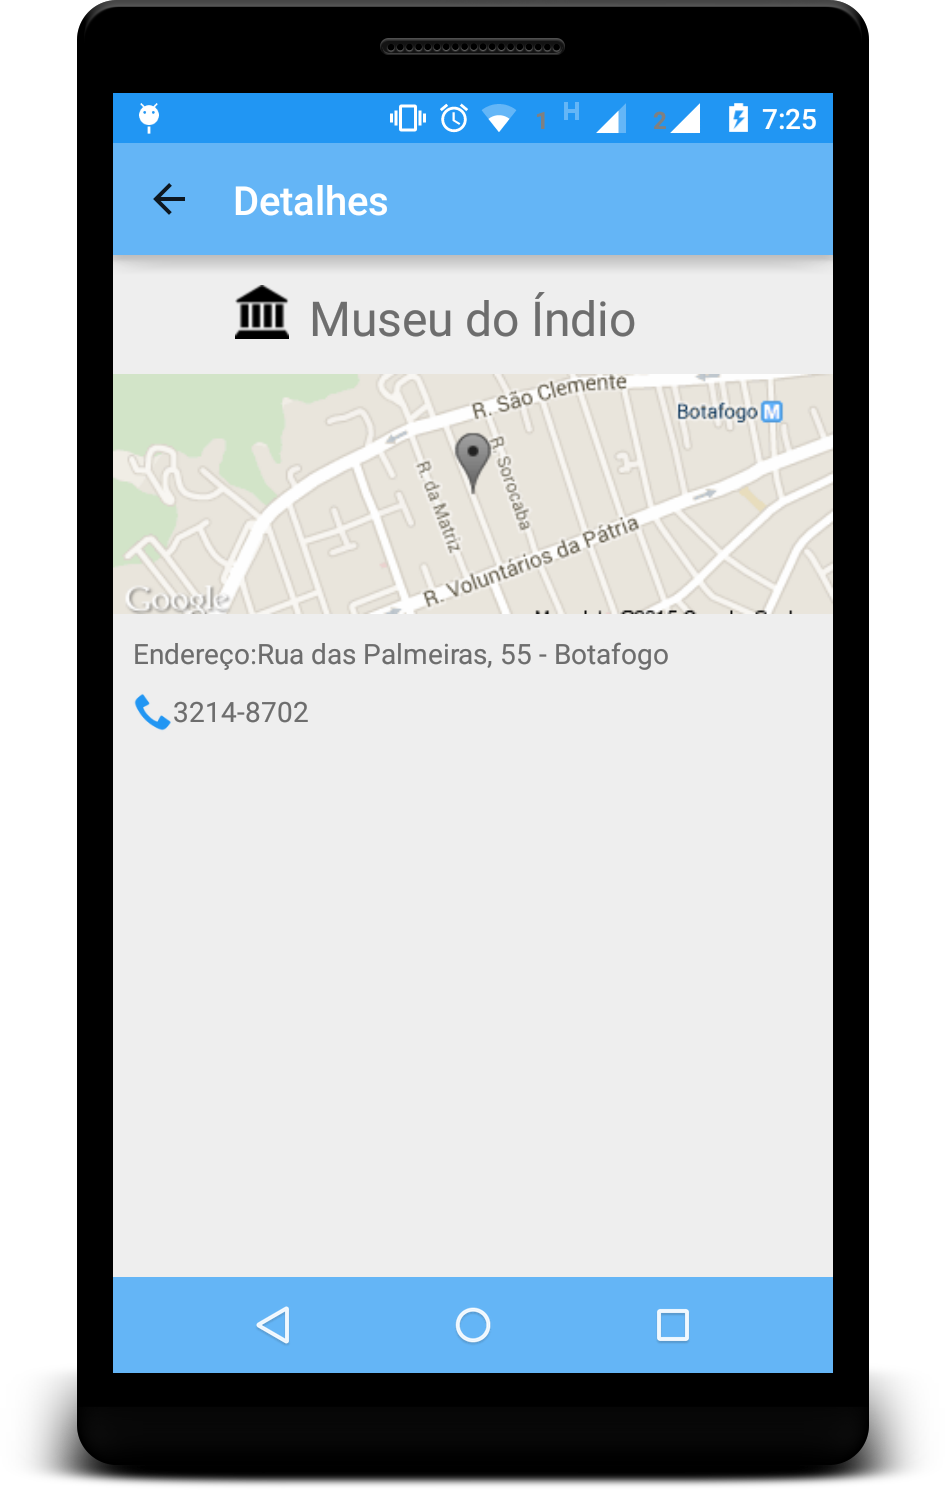 1 H 2 7:25
Detalhes
Museu do Índio
R. São Clemente
Botafogo M
R. Sorocaba
R. da Matriz
R. Voluntários da Pátria
Google
Endereço:Rua das Palmeiras, 55 - Botafogo
3214-8702